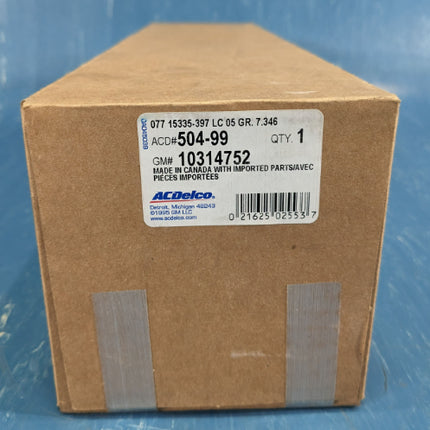 077 15335-397 LC 05 GR. 7.346
ACD# 504-99 QTY. 1
GM# 10314752
MADE IN CANADA WITH IMPORTED PARTS/AVEC
PIÈCES IMPORTÉES
ACDelco.
Detroit, Michigan 48243
©1995 GM LLC
www.acdelco.com
0 21625 02553 7